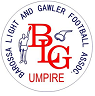 BAROSSA LIGHT AND GAWLER FOOTBALL ASSOC.
BLG
UMPIRE